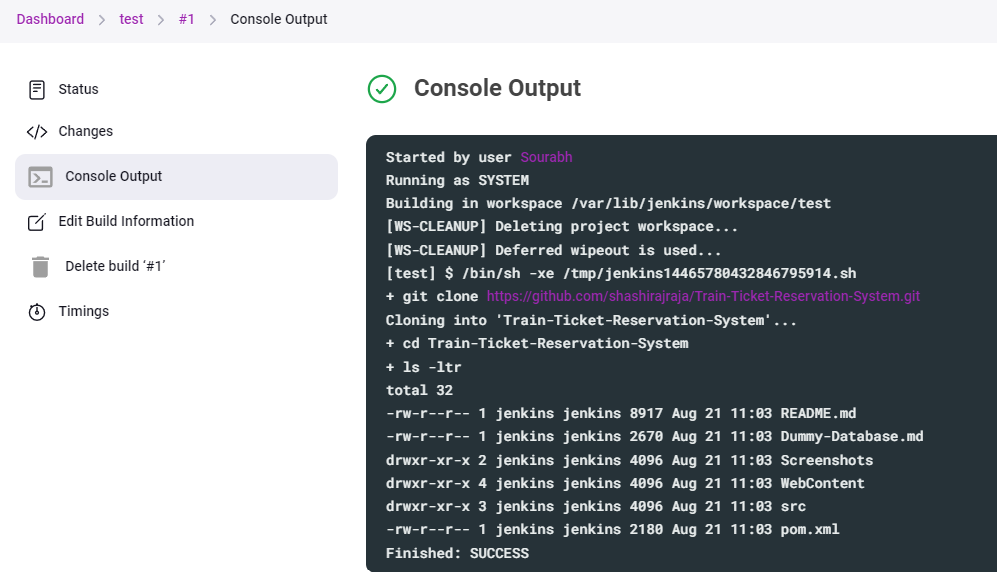 Dashboard > test > #1 > Console Output
Status
Changes
Console Output
Edit Build Information
Delete build ‘#1’
Timings
Console Output
Started by user Sourabh
Running as SYSTEM
Building in workspace /var/lib/jenkins/workspace/test
[WS-CLEANUP] Deleting project workspace...
[WS-CLEANUP] Deferred wipeout is used...
[test] $ /bin/sh -xe /tmp/jenkins14465780432846795914.sh
+ git clone https://github.com/shashirajraja/Train-Ticket-Reservation-System.git
Cloning into 'Train-Ticket-Reservation-System'...
+ cd Train-Ticket-Reservation-System
+ ls -ltr
total 32
-rw-r--r-- 1 jenkins jenkins 8917 Aug 21 11:03 README.md
-rw-r--r-- 1 jenkins jenkins 2670 Aug 21 11:03 Dummy-Database.md
drwxr-xr-x 2 jenkins jenkins 4096 Aug 21 11:03 Screenshots
drwxr-xr-x 4 jenkins jenkins 4096 Aug 21 11:03 WebContent
drwxr-xr-x 3 jenkins jenkins 4096 Aug 21 11:03 src
-rw-r--r-- 1 jenkins jenkins 2180 Aug 21 11:03 pom.xml
Finished: SUCCESS